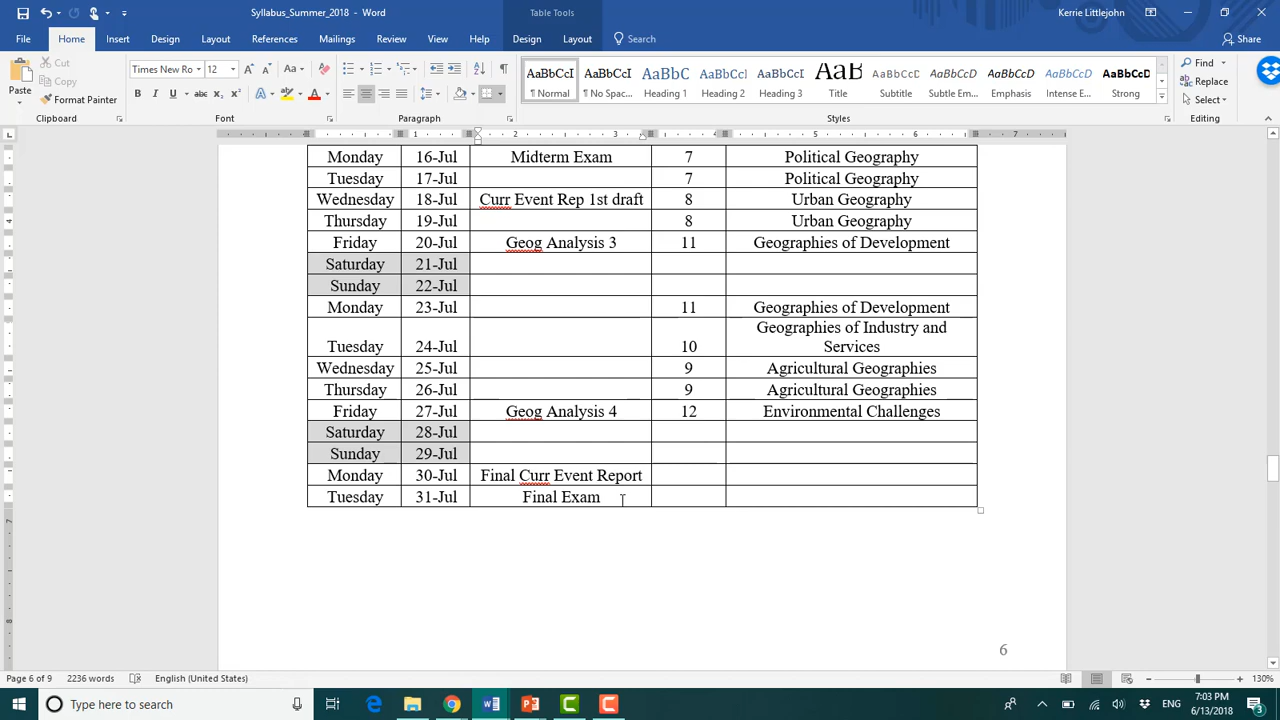 Syllabus_Summer_2018 - Word
Table Tools
Kerrie Littlejohn
File Home Insert Design Layout References Mailings Review View Help Design Layout Search Share
Paste
Cut
Copy
Format Painter
Clipboard
Times New Ro 12
Font
Paragraph
AaBbCcI AaBbCcI AaBbC AaBbCc AaBbCcI AaB AaBbCcD AaBbCcD AaBbCcD AaBbCcD AaBbCc
¶ Normal ¶ No Spac... Heading 1 Heading 2 Heading 3 Title Subtitle Subtle Em... Emphasis Intense E... Strong
Styles
Find
Replace
Select
Editing
1 2 3 5 6 7
Monday 16-Jul Midterm Exam 7 Political Geography
Tuesday 17-Jul 7 Political Geography
Wednesday 18-Jul Curr Event Rep 1st draft 8 Urban Geography
Thursday 19-Jul 8 Urban Geography
Friday 20-Jul Geog Analysis 3 11 Geographies of Development
Saturday 21-Jul
Sunday 22-Jul
Monday 23-Jul 11 Geographies of Development
Geographies of Industry and
Tuesday 24-Jul 10 Services
Wednesday 25-Jul 9 Agricultural Geographies
Thursday 26-Jul 9 Agricultural Geographies
Friday 27-Jul Geog Analysis 4 12 Environmental Challenges
Saturday 28-Jul
Sunday 29-Jul
Monday 30-Jul Final Curr Event Report
Tuesday 31-Jul Final Exam
6
Page 6 of 9 2236 words English (United States) 130%
Type here to search
ENG
7:03 PM
6/13/2018